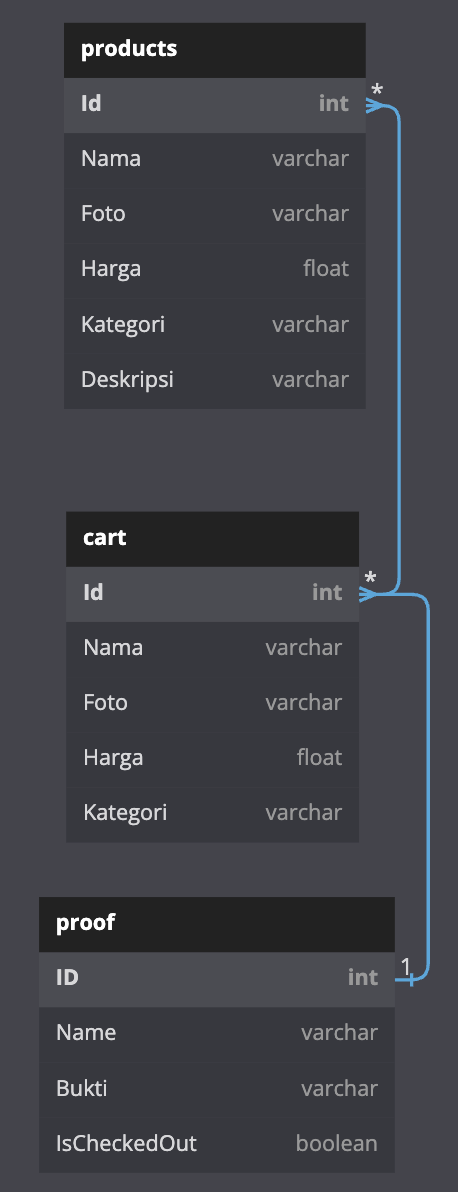 products
Id int
*
Nama varchar
Foto varchar
Harga float
Kategori varchar
Deskripsi varchar
cart
Id int
*
Nama varchar
Foto varchar
Harga float
Kategori varchar
proof
ID int
1
Name varchar
Bukti varchar
IsCheckedOut boolean